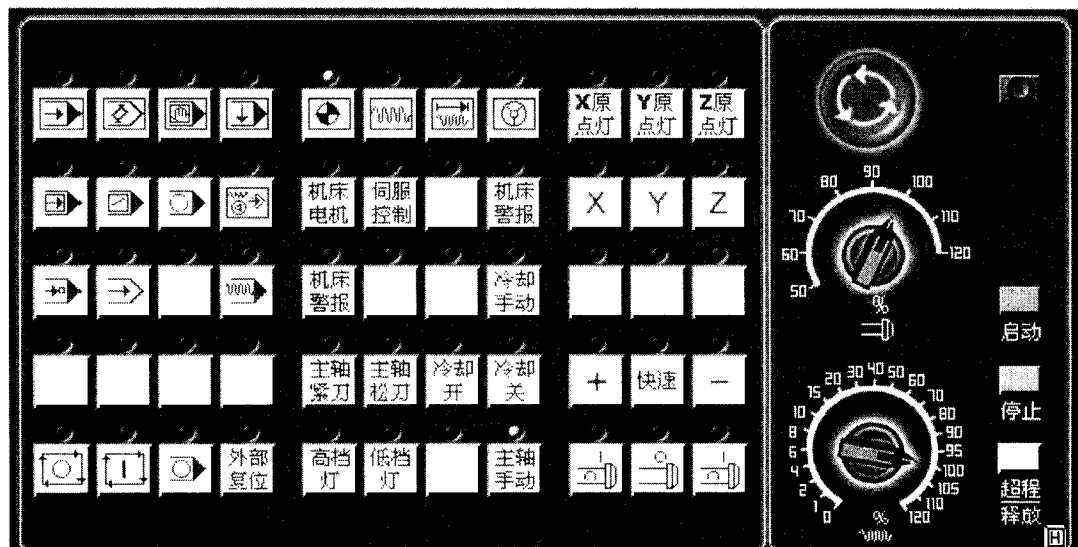 X原 Y原 Z原
点灯 点灯 点灯
机床 伺服 机床 X Y Z
电机 控制 警报
机床 冷却
警报 手动
主轴 主轴 冷却 冷却 + 快速 -
紧刀 松刀 开 关
外部 高档 低档 主轴
复位 灯 灯 手动
50 60 70 80 90 100 110 120
%
0 1 2 4 6 8 10 15 20 30 40 50 60 70 80 90 95 100 105 110 120
%
启动
停止
超程
释放
H